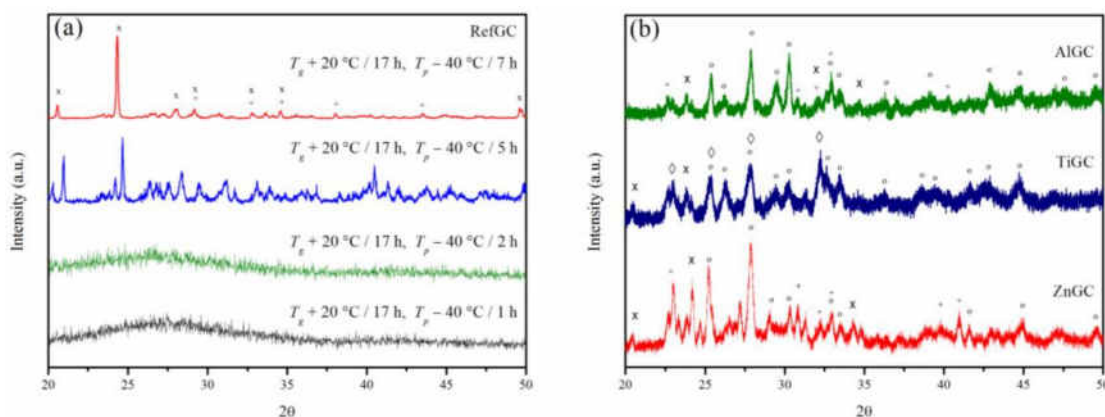 (a)
RefGC
Tg + 20 °C / 17 h, Tp – 40 °C / 7 h
Tg + 20 °C / 17 h, Tp – 40 °C / 5 h
Tg + 20 °C / 17 h, Tp – 40 °C / 2 h
Tg + 20 °C / 17 h, Tp – 40 °C / 1 h
Intensity (a.u.)
20 25 30 35 40 45 50
2θ
(b)
AlGC
TiGC
ZnGC
Intensity (a.u.)
20 25 30 35 40 45 50
2θ